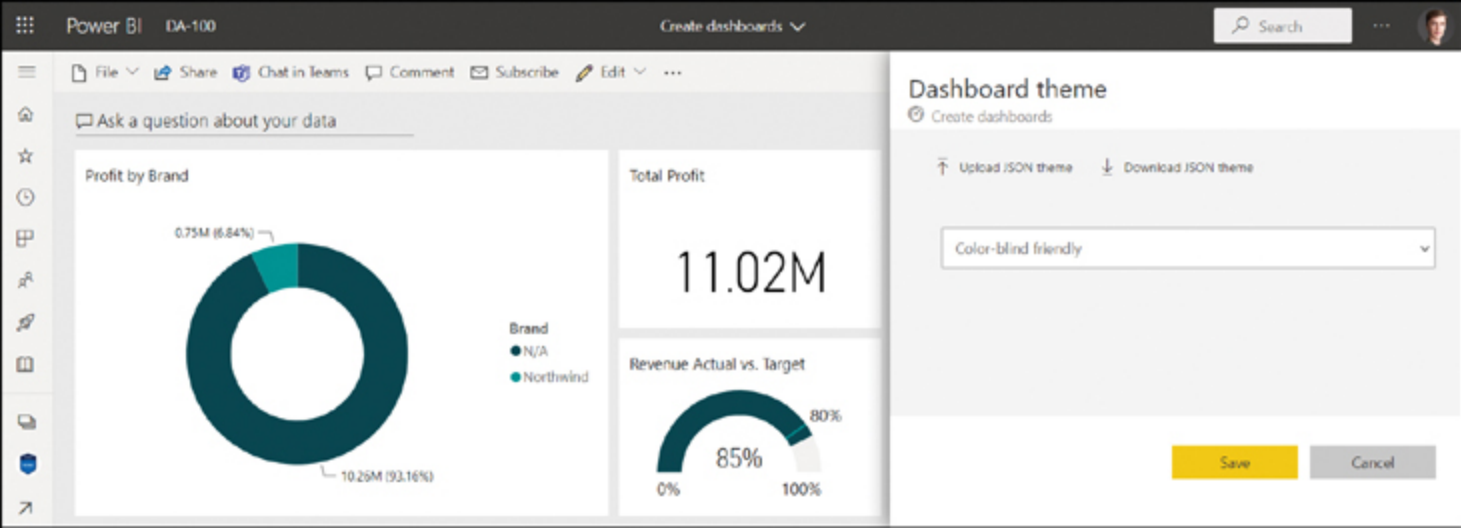 Power BI DA-100 Create dashboards Search
File Share Chat in Teams Comment Subscribe Edit
Ask a question about your data
Profit by Brand
0.75M (6.84%)
10.26M (93.16%)
Brand
N/A
Northwind
Total Profit
11.02M
Revenue Actual vs. Target
80%
85%
0% 100%
Dashboard theme
Create dashboards
Upload JSON theme Download JSON theme
Color-blind friendly
Save Cancel